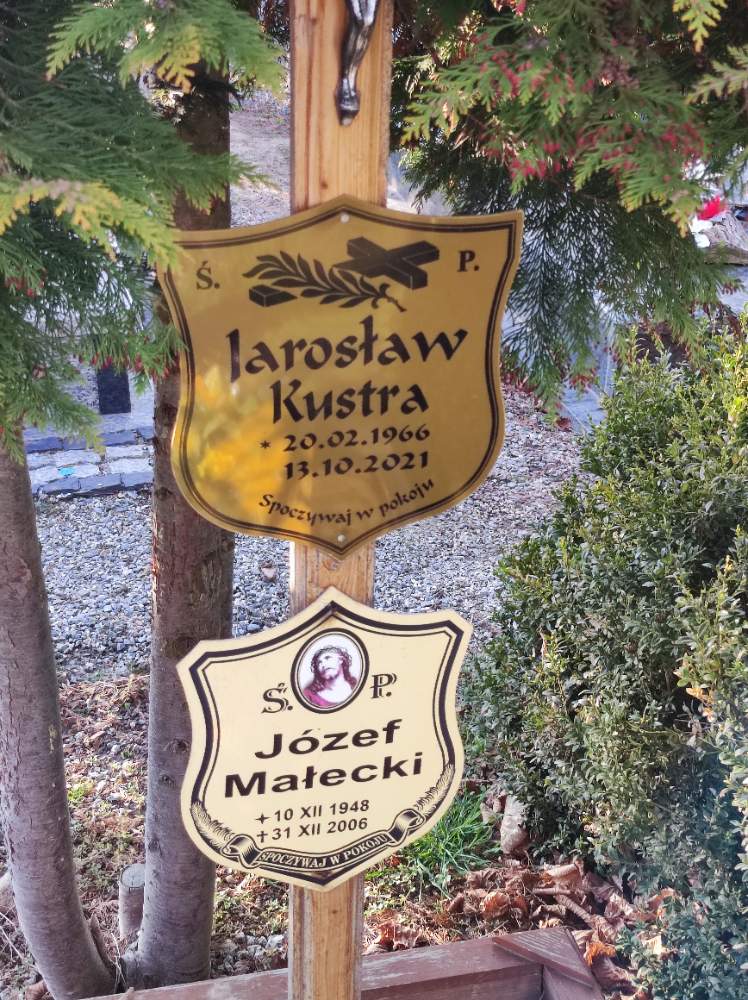 Ś. P.
Jarosław
Kustra
* 20.02.1966
13.10.2021
Spoczywaj w pokoju
Ś. P.
Józef
Małecki
✦ 10 XII 1948
✝ 31 XII 2006
SPOCZYWAJ W POKOJU